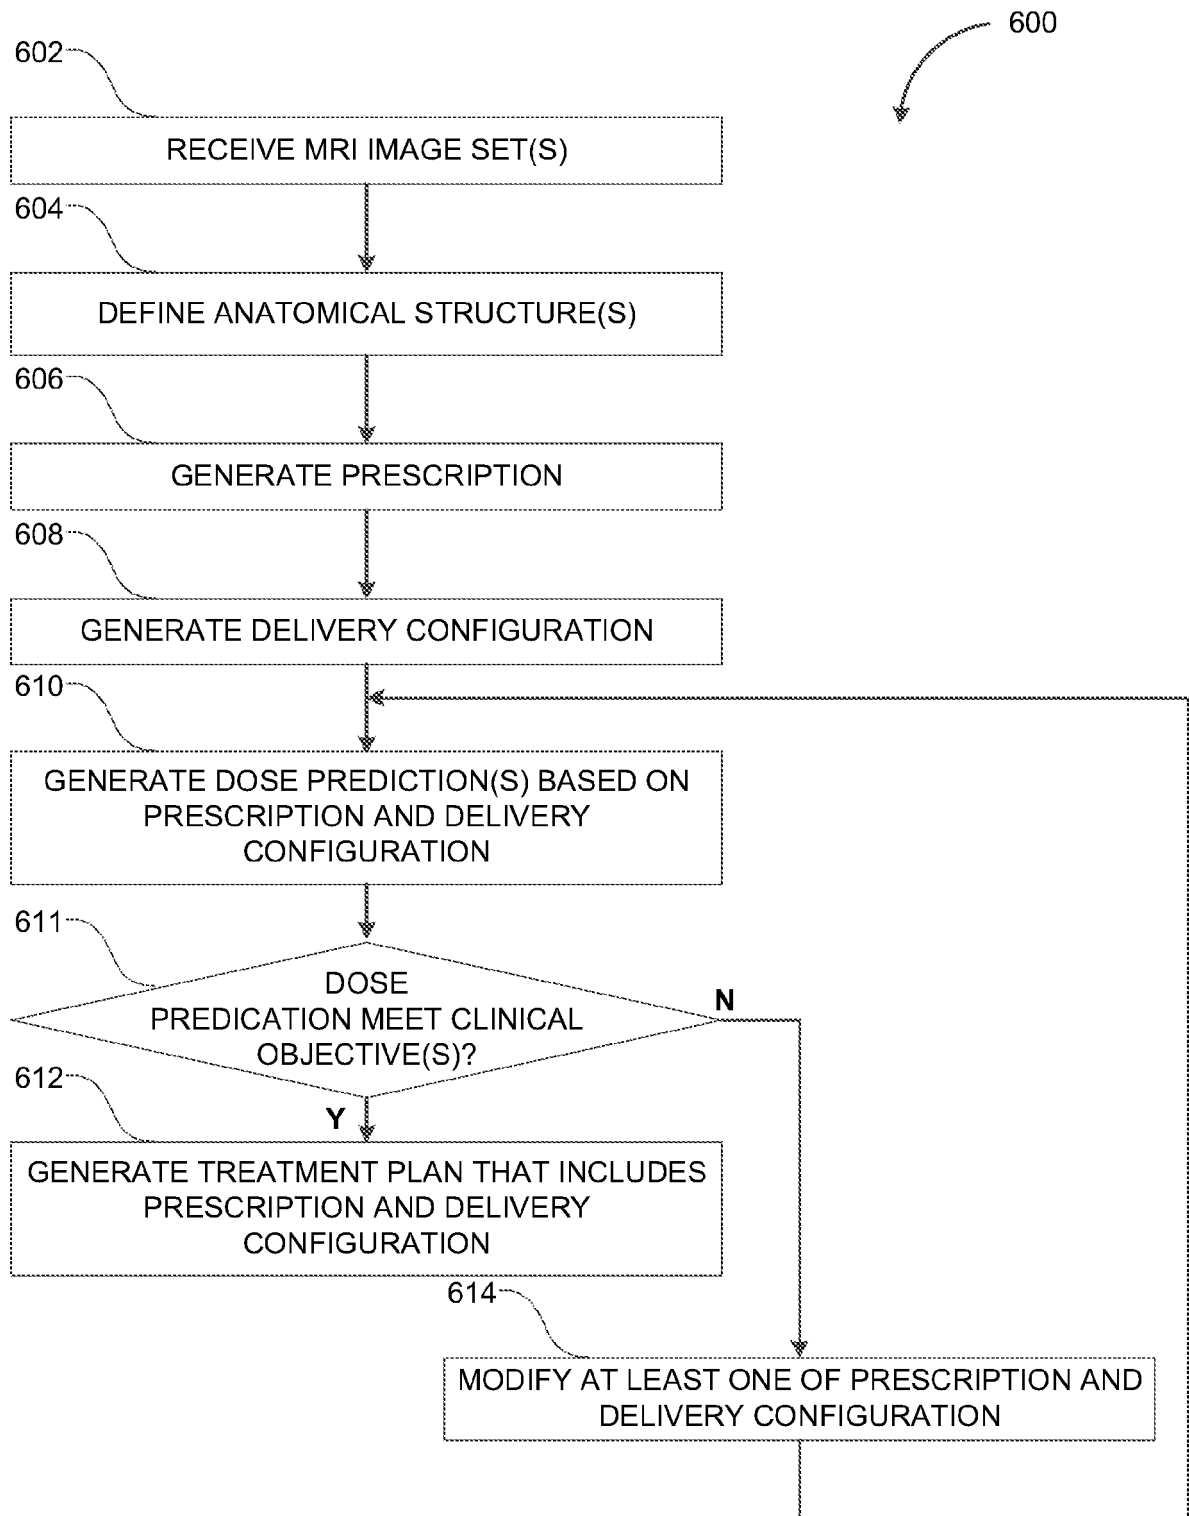 600
602
RECEIVE MRI IMAGE SET(S)
604
DEFINE ANATOMICAL STRUCTURE(S)
606
GENERATE PRESCRIPTION
608
GENERATE DELIVERY CONFIGURATION
610
GENERATE DOSE PREDICTION(S) BASED ON
PRESCRIPTION AND DELIVERY
CONFIGURATION
611
DOSE
PREDICATION MEET CLINICAL
OBJECTIVE(S)?
N
612
Y
GENERATE TREATMENT PLAN THAT INCLUDES
PRESCRIPTION AND DELIVERY
CONFIGURATION
614
MODIFY AT LEAST ONE OF PRESCRIPTION AND
DELIVERY CONFIGURATION